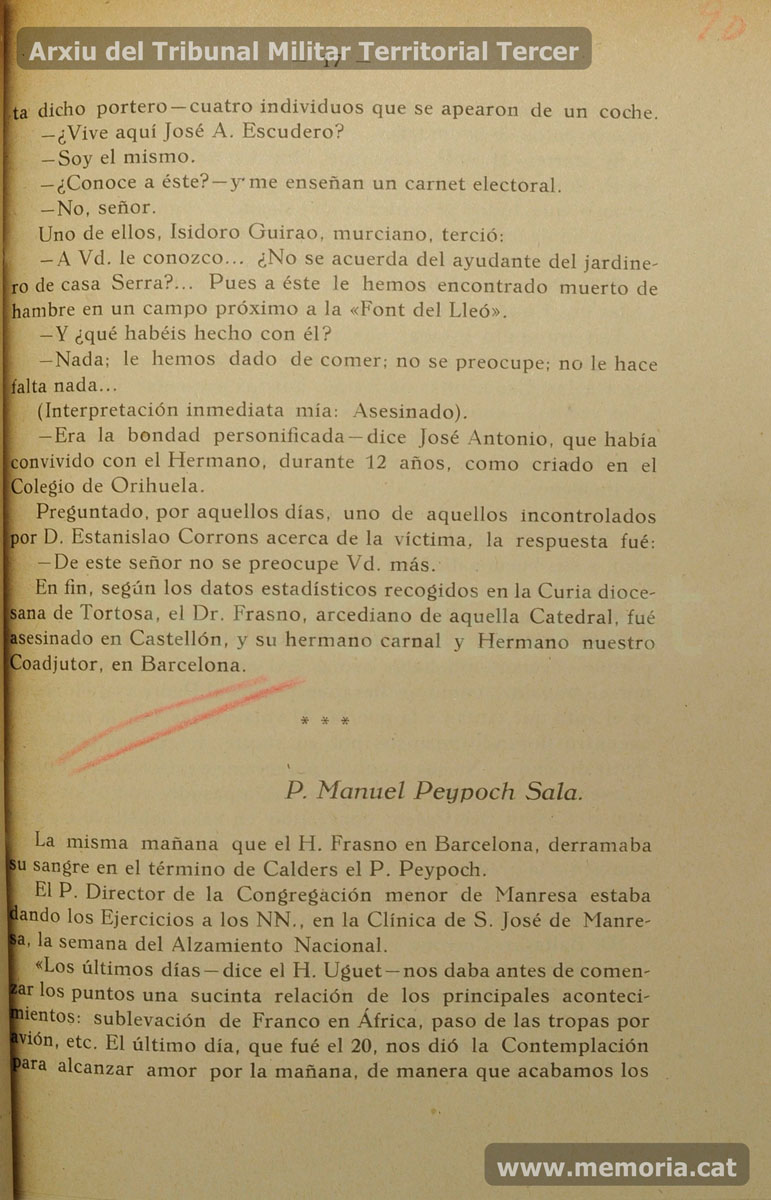 90
Arxiu del Tribunal Militar Territorial Tercer
— 17 —
ta dicho portero—cuatro individuos que se apearon de un coche.
—¿Vive aquí José A. Escudero?
—Soy el mismo.
—¿Conoce a éste?—y me enseñan un carnet electoral.
—No, señor.
Uno de ellos, Isidoro Guirao, murciano, terció:
—A Vd. le conozco... ¿No se acuerda del ayudante del jardine-
ro de casa Serra?... Pues a éste le hemos encontrado muerto de
hambre en un campo próximo a la «Font del Lleó».
—Y ¿qué habéis hecho con él?
—Nada; le hemos dado de comer; no se preocupe; no le hace
falta nada...
(Interpretación inmediata mía: Asesinado).
—Era la bondad personificada—dice José Antonio, que había
convivido con el Hermano, durante 12 años, como criado en el
Colegio de Orihuela.
Preguntado, por aquellos días, uno de aquellos incontrolados
por D. Estanislao Corrons acerca de la víctima, la respuesta fué:
—De este señor no se preocupe Vd. más.
En fin, según los datos estadísticos recogidos en la Curia dioce-
sana de Tortosa, el Dr. Frasno, arcediano de aquella Catedral, fué
asesinado en Castellón, y su hermano carnal y Hermano nuestro
Coadjutor, en Barcelona.
* * *
P. Manuel Peypoch Sala.
La misma mañana que el H. Frasno en Barcelona, derramaba
su sangre en el término de Calders el P. Peypoch.
El P. Director de la Congregación menor de Manresa estaba
dando los Ejercicios a los NN., en la Clínica de S. José de Manre-
sa, la semana del Alzamiento Nacional.
«Los últimos días—dice el H. Uguet—nos daba antes de comen-
zar los puntos una sucinta relación de los principales aconteci-
mientos: sublevación de Franco en África, paso de las tropas por
avión, etc. El último día, que fué el 20, nos dió la Contemplación
para alcanzar amor por la mañana, de manera que acabamos los
www.memoria.cat